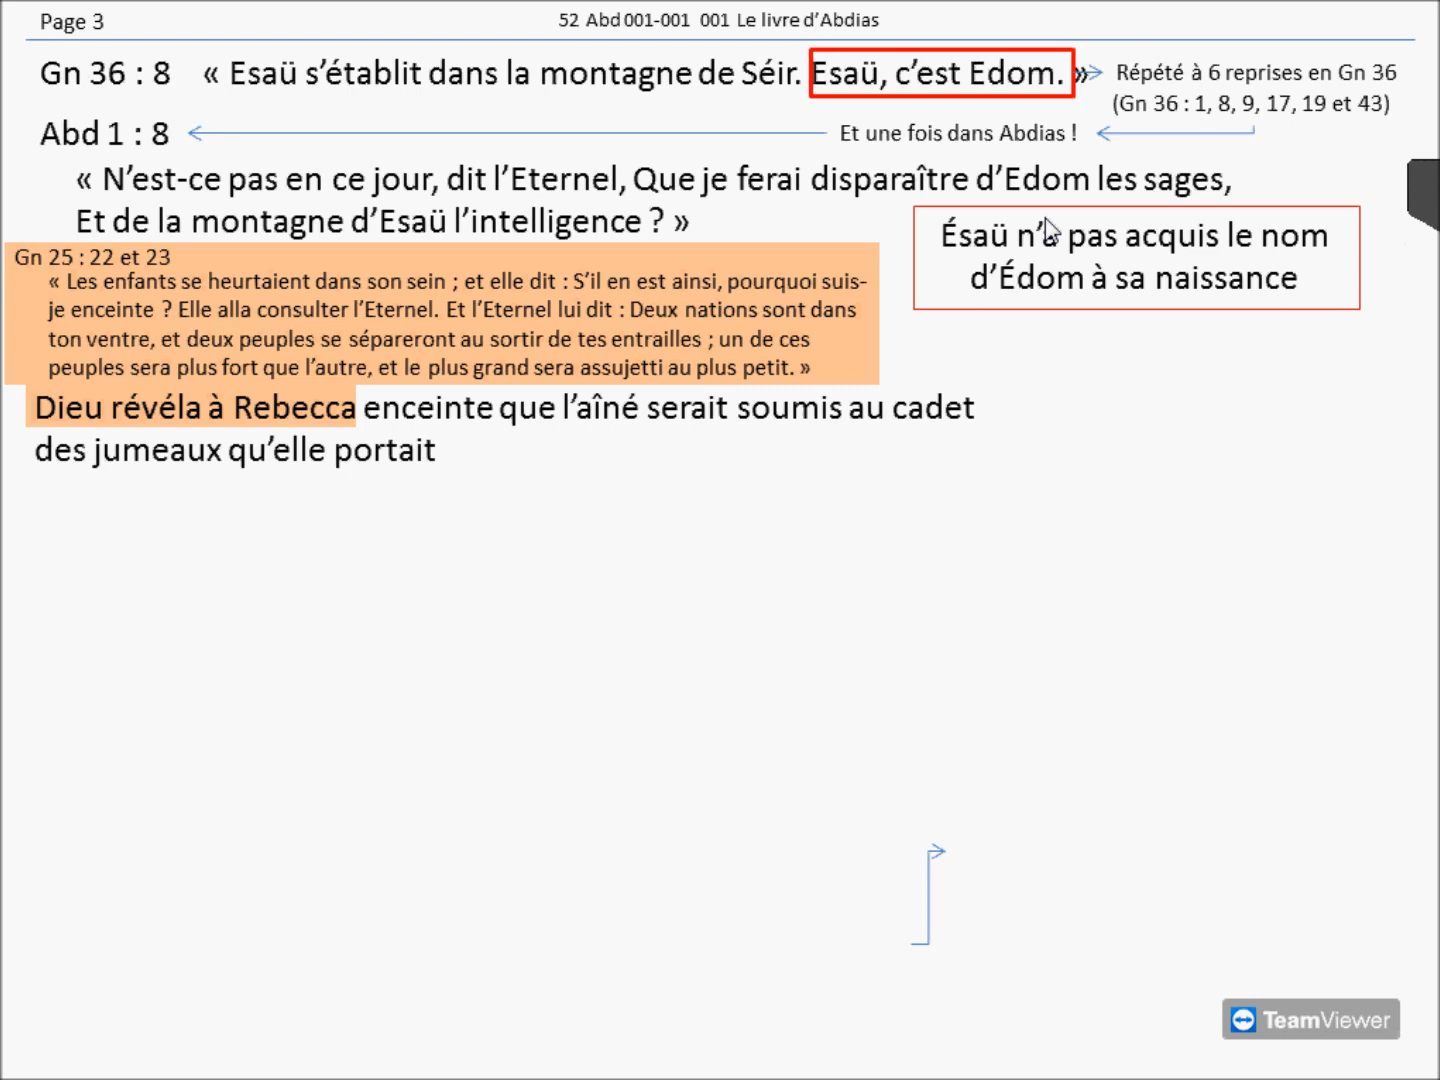 Page 3
52 Abd 001-001 001 Le livre d’Abdias
Gn 36 : 8 « Esaü s’établit dans la montagne de Séir. Esaü, c’est Edom. »
Répété à 6 reprises en Gn 36
(Gn 36 : 1, 8, 9, 17, 19 et 43)
Abd 1 : 8
Et une fois dans Abdias !
« N’est-ce pas en ce jour, dit l’Eternel, Que je ferai disparaître d’Edom les sages,
Et de la montagne d’Esaü l’intelligence ? »
Ésaü n’a pas acquis le nom
d’Édom à sa naissance
Gn 25 : 22 et 23
« Les enfants se heurtaient dans son sein ; et elle dit : S’il en est ainsi, pourquoi suis-
je enceinte ? Elle alla consulter l’Eternel. Et l’Eternel lui dit : Deux nations sont dans
ton ventre, et deux peuples se sépareront au sortir de tes entrailles ; un de ces
peuples sera plus fort que l’autre, et le plus grand sera assujetti au plus petit. »
Dieu révéla à Rebecca enceinte que l’aîné serait soumis au cadet
des jumeaux qu’elle portait
TeamViewer